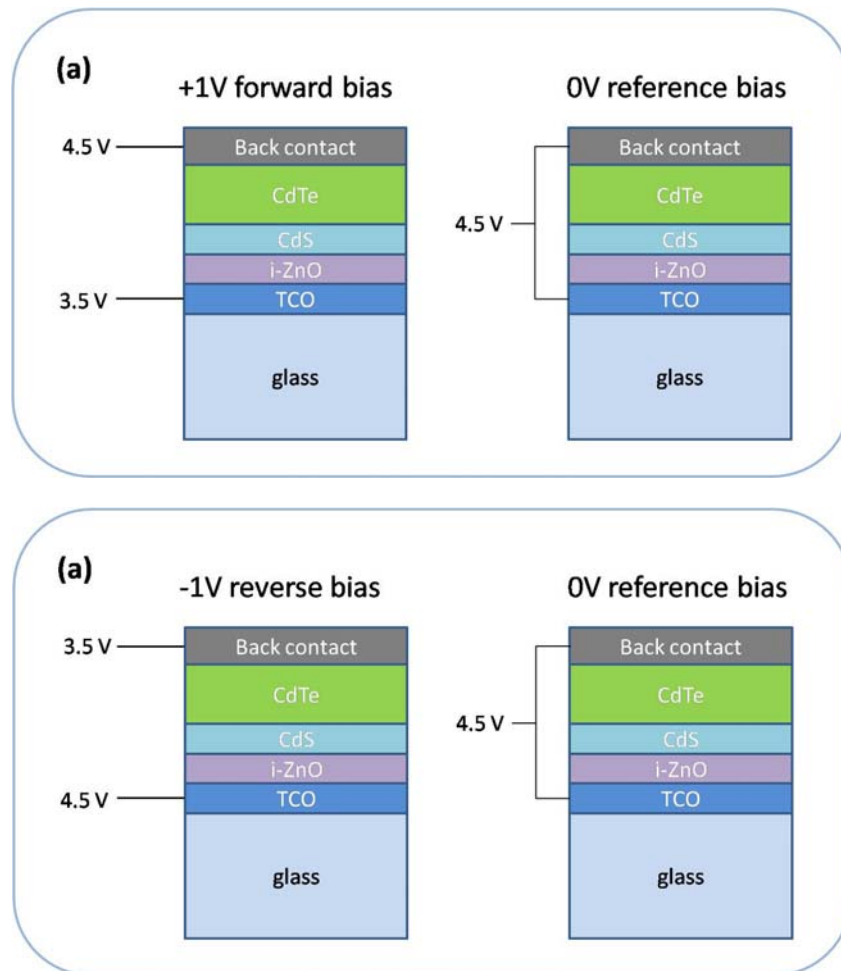 (a)
+1V forward bias
0V reference bias
4.5 V
Back contact
CdTe
CdS
i-ZnO
3.5 V
TCO
glass
Back contact
CdTe
4.5 V
CdS
i-ZnO
TCO
glass
(a)
-1V reverse bias
0V reference bias
3.5 V
Back contact
CdTe
CdS
i-ZnO
4.5 V
TCO
glass
Back contact
CdTe
4.5 V
CdS
i-ZnO
TCO
glass